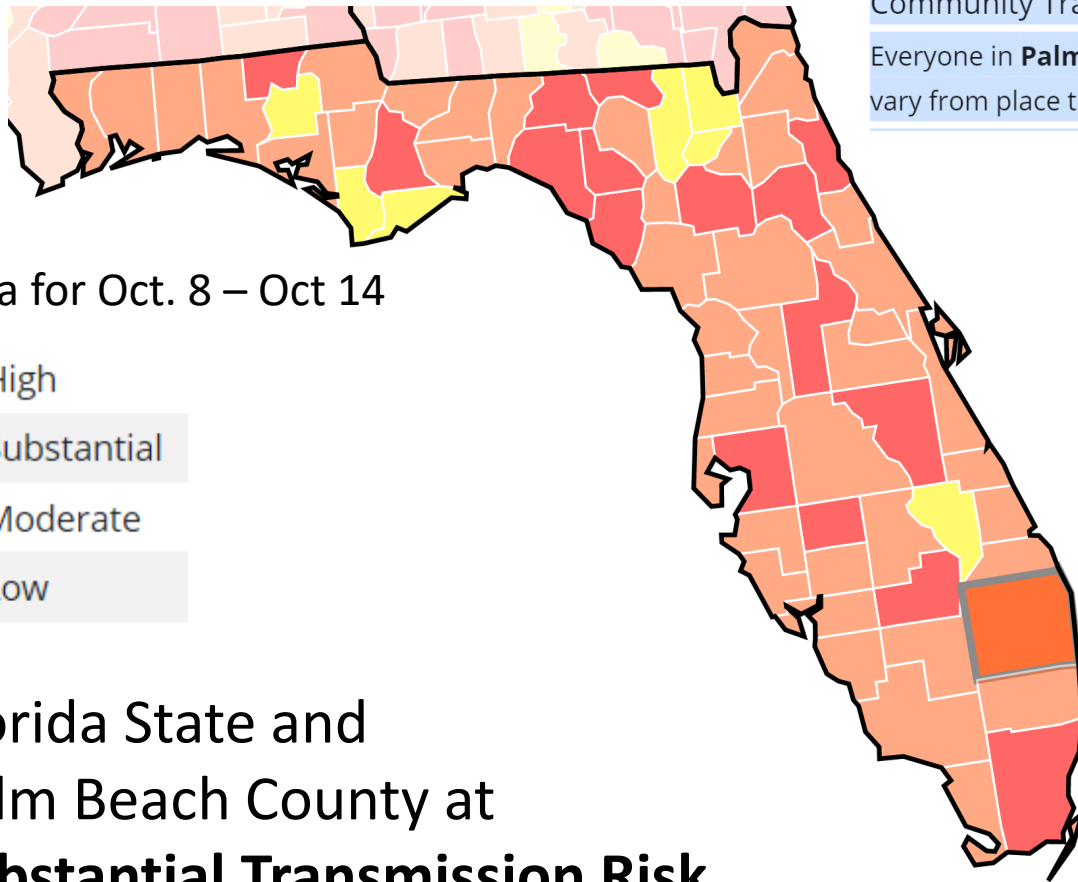 Community Tra
Everyone in Palm
vary from place t
a for Oct. 8 – Oct 14
High
Substantial
Moderate
Low
orida State and
lm Beach County at
bstantial Transmission Risk